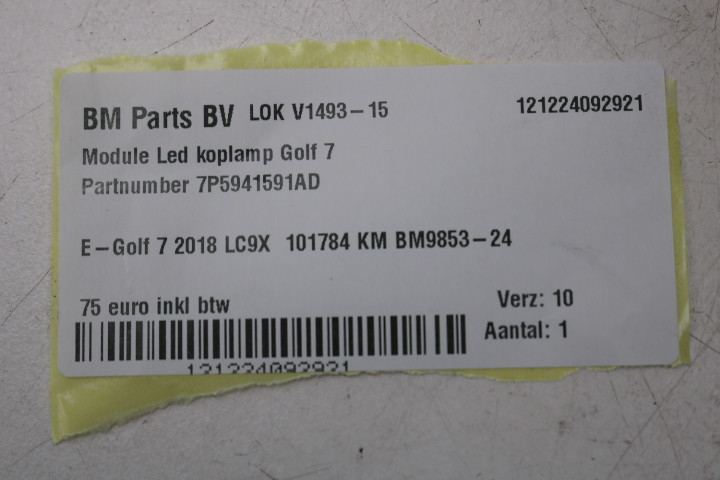 BM Parts BV LOK V1493-15 121224092921
Module Led koplamp Golf 7
Partnumber 7P5941591AD
E-Golf 7 2018 LC9X 101784 KM BM9853-24
75 euro inkl btw Verz: 10
Aantal: 1
121224092921